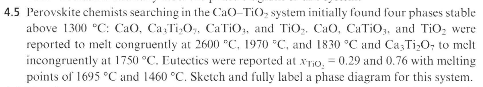 4.5 Perovskite chemists searching in the CaO–TiO₂ system initially found four phases stable
above 1300 °C: CaO, Ca₃Ti₂O₇, CaTiO₃, and TiO₂. CaO, CaTiO₃, and TiO₂ were
reported to melt congruently at 2600 °C, 1970 °C, and 1830 °C and Ca₃Ti₂O₇ to melt
incongruently at 1750 °C. Eutectics were reported at x_TiO₂ = 0.29 and 0.76 with melting
points of 1695 °C and 1460 °C. Sketch and fully label a phase diagram for this system.